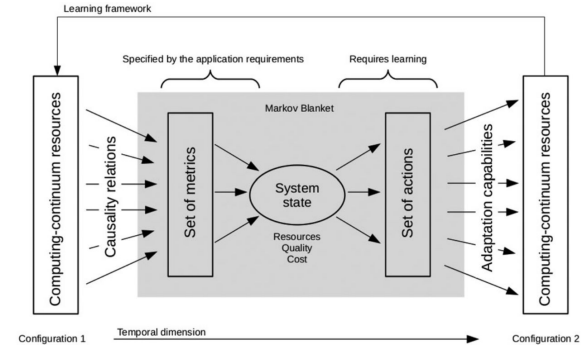 Learning framework
Specified by the application requirements
Requires learning
Markov Blanket
Computing-continuum resources
Causality relations
Set of metrics
System
state
Resources
Quality
Cost
Set of actions
Adaptation capabilities
Computing-continuum resources
Configuration 1
Temporal dimension
Configuration 2